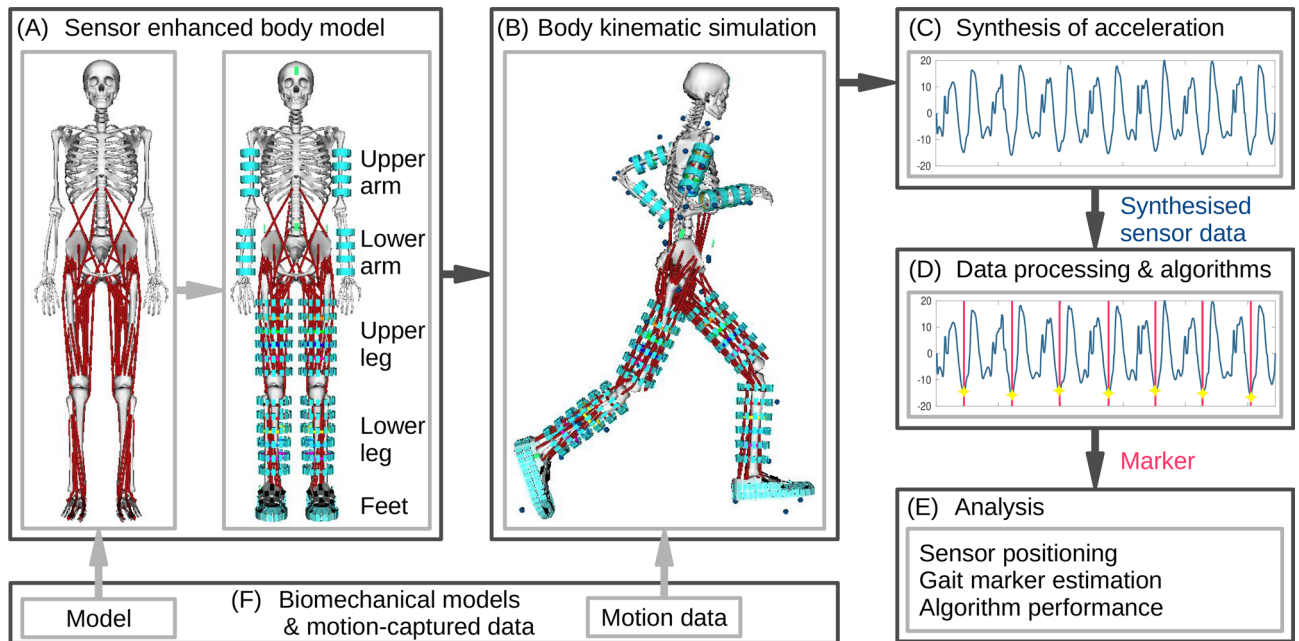 (A) Sensor enhanced body model
Upper
arm
Lower
arm
Upper
leg
Lower
leg
Feet
(B) Body kinematic simulation
(C) Synthesis of acceleration
20
10
0
-10
-20
Synthesised
sensor data
(D) Data processing & algorithms
20
10
0
-10
-20
Marker
(E) Analysis
Sensor positioning
Gait marker estimation
Algorithm performance
(F) Biomechanical models
& motion-captured data
Model
Motion data